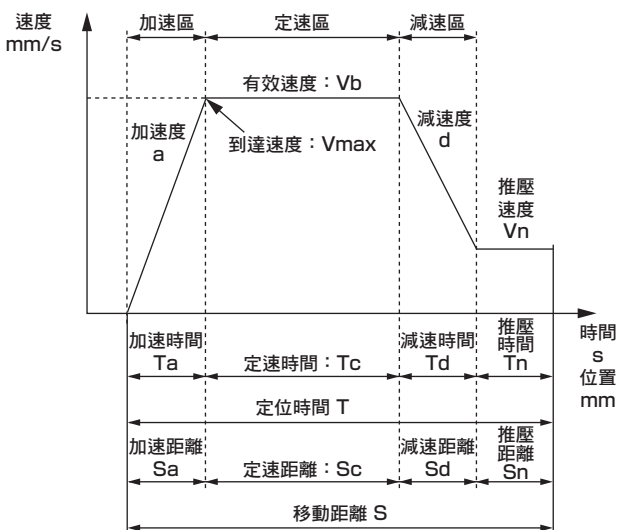 速度
mm/s
加速區
定速區
減速區
有效速度：Vb
到達速度：Vmax
加速度
a
減速度
d
推壓
速度
Vn
加速時間
Ta
定速時間：Tc
減速時間
Td
推壓
時間
Tn
時間
s
位置
mm
定位時間 T
加速距離
Sa
定速距離：Sc
減速距離
Sd
推壓
距離
Sn
移動距離 S